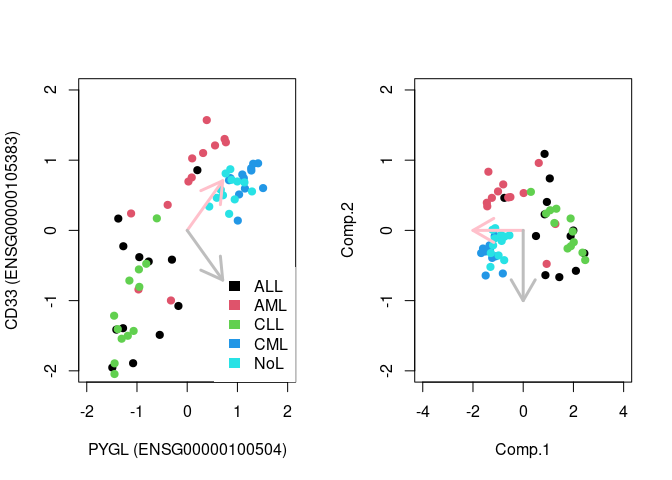 CD33 (ENSG00000105383)
2
1
0
-1
-2
-2
-1
0
1
2
PYGL (ENSG00000100504)
ALL
AML
CLL
CML
NoL
Comp.2
2
1
0
-1
-2
-4
-2
0
2
4
Comp.1